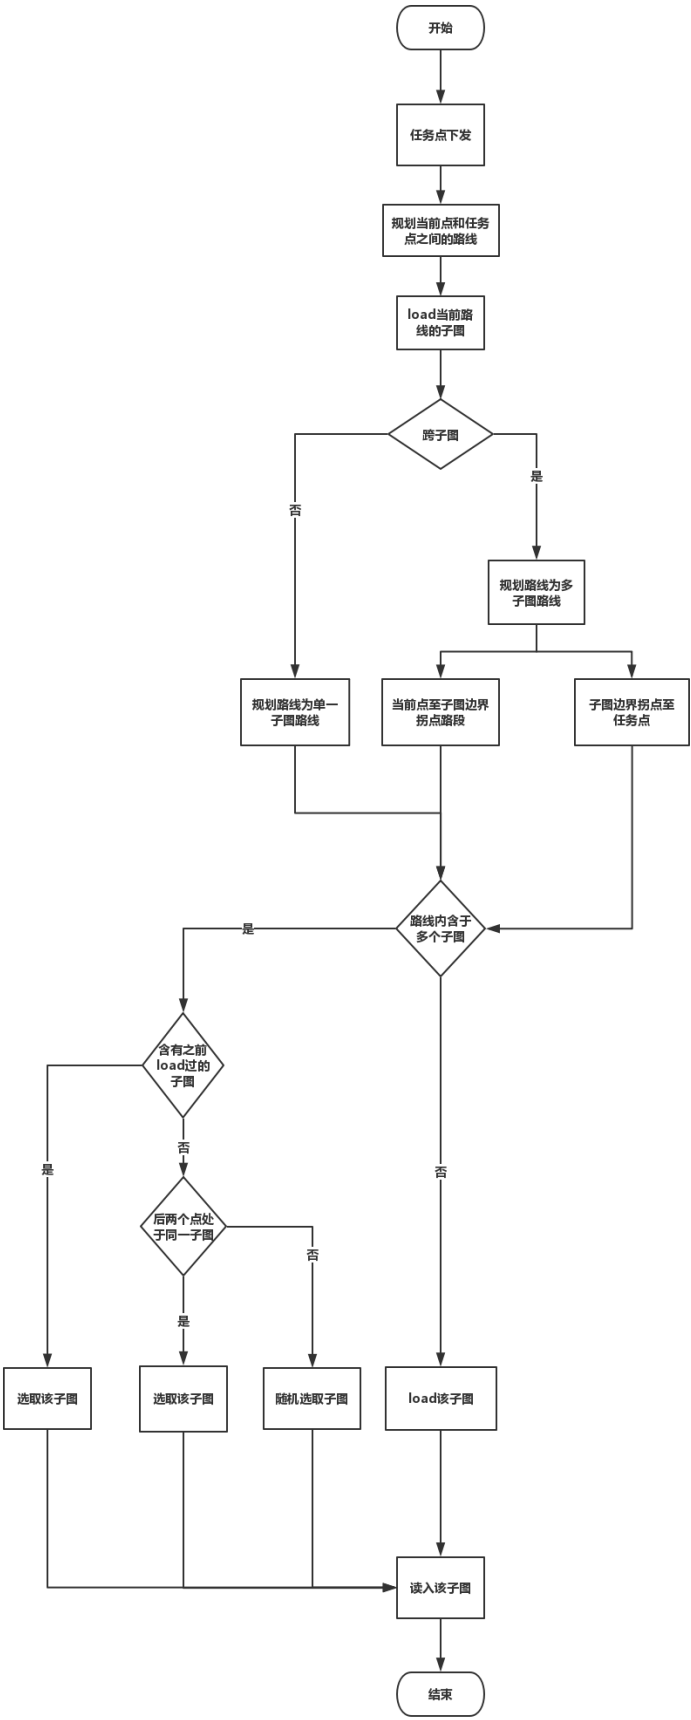 开始
任务点下发
规划当前点和任务
点之间的路线
load当前路
线的子图
跨子图
是
否
规划路线为多
子图路线
规划路线为单一
子图路线
当前点至子图边界
拐点路段
子图边界拐点至
任务点
路线内含于
多个子图
是
含有之前
load过的
子图
否
是
否
后两个点处
于同一子图
否
是
选取该子图
选取该子图
随机选取子图
load该子图
读入该子图
结束